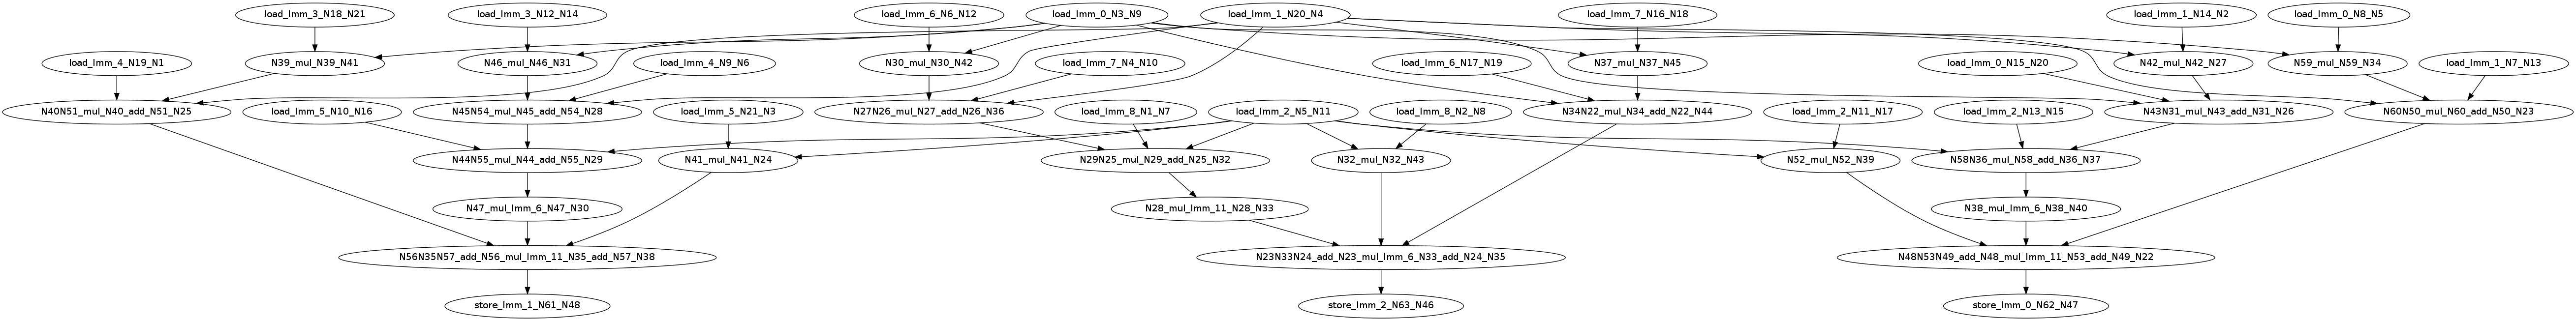 load_Imm_3_N18_N21
load_Imm_3_N12_N14
load_Imm_6_N6_N12
load_Imm_0_N3_N9
load_Imm_1_N20_N4
load_Imm_7_N16_N18
load_Imm_1_N14_N2
load_Imm_0_N8_N5
load_Imm_4_N19_N1
N39_mul_N39_N41
N46_mul_N46_N31
load_Imm_4_N9_N6
N30_mul_N30_N42
load_Imm_7_N4_N10
load_Imm_6_N17_N19
N37_mul_N37_N45
load_Imm_0_N15_N20
N42_mul_N42_N27
N59_mul_N59_N34
load_Imm_1_N7_N13
N40N51_mul_N40_add_N51_N25
load_Imm_5_N10_N16
N45N54_mul_N45_add_N54_N28
load_Imm_5_N21_N3
N27N26_mul_N27_add_N26_N36
load_Imm_8_N1_N7
load_Imm_2_N5_N11
load_Imm_8_N2_N8
N34N22_mul_N34_add_N22_N44
load_Imm_2_N11_N17
load_Imm_2_N13_N15
N43N31_mul_N43_add_N31_N26
N60N50_mul_N60_add_N50_N23
N44N55_mul_N44_add_N55_N29
N41_mul_N41_N24
N29N25_mul_N29_add_N25_N32
N32_mul_N32_N43
N52_mul_N52_N39
N58N36_mul_N58_add_N36_N37
N47_mul_Imm_6_N47_N30
N28_mul_Imm_11_N28_N33
N38_mul_Imm_6_N38_N40
N56N35N57_add_N56_mul_Imm_11_N35_add_N57_N38
N23N33N24_add_N23_mul_Imm_6_N33_add_N24_N35
N48N53N49_add_N48_mul_Imm_11_N53_add_N49_N22
store_Imm_1_N61_N48
store_Imm_2_N63_N46
store_Imm_0_N62_N47